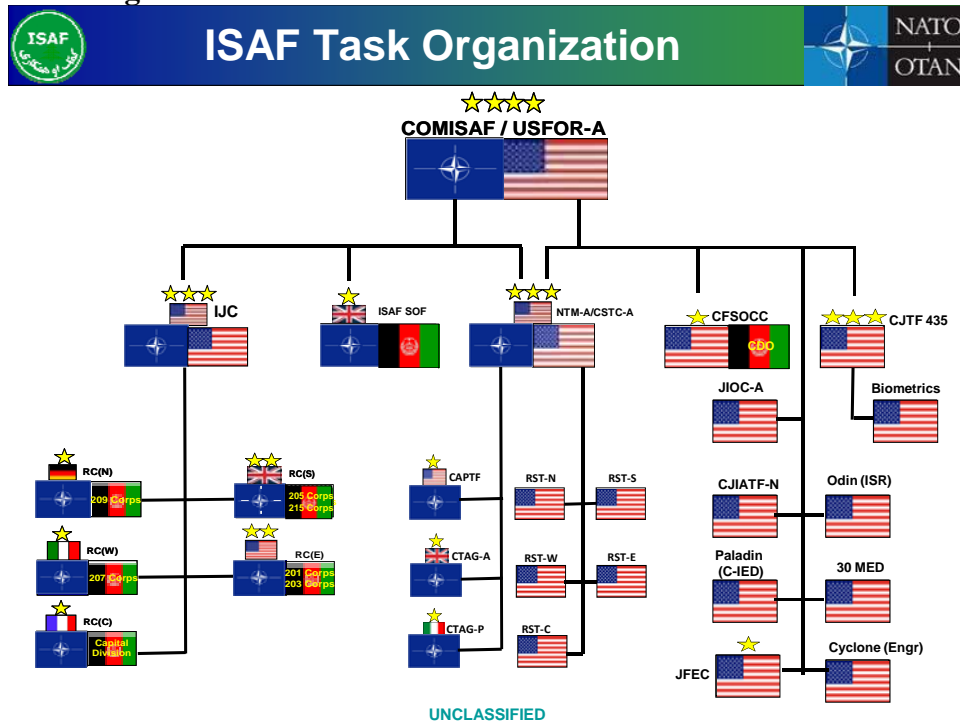 ISAF
ISAF Task Organization
NATO
OTAN
COMISAF / USFOR-A
IJC
ISAF SOF
NTM-A/CSTC-A
CFSOCC
CDO
CJTF 435
JIOC-A
Biometrics
RC(N)
209 Corps
RC(S)
205 Corps
215 Corps
CAPTF
RST-N
RST-S
CJIATF-N
Odin (ISR)
RC(W)
207 Corps
RC(E)
201 Corps
203 Corps
CTAG-A
RST-W
RST-E
Paladin
(C-IED)
30 MED
RC(C)
Capital
Division
CTAG-P
RST-C
JFEC
Cyclone (Engr)
UNCLASSIFIED